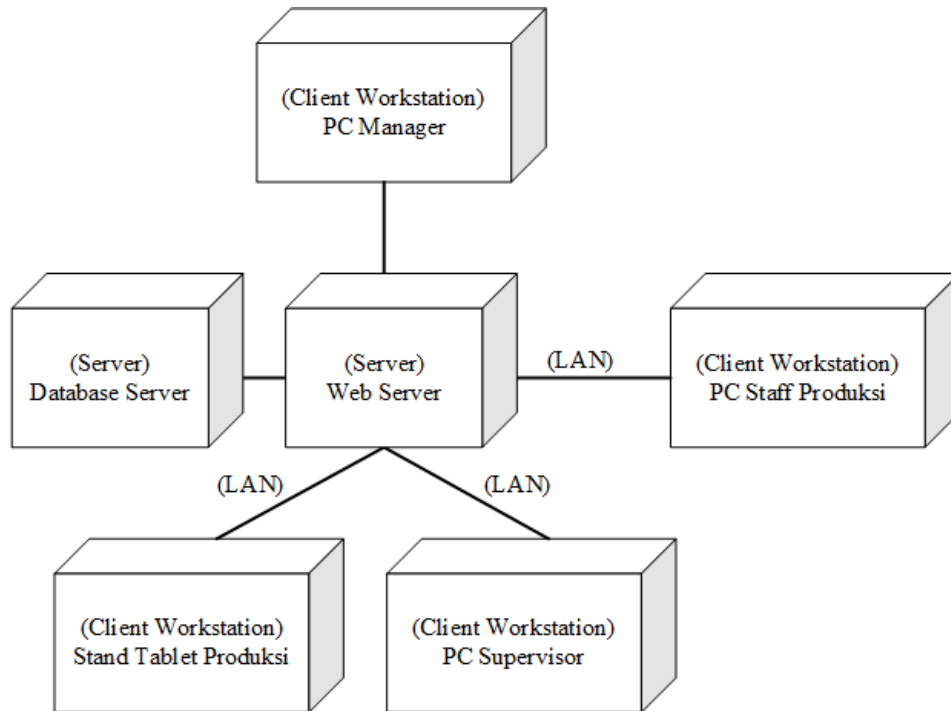 (Client Workstation)
PC Manager
(Server)
Database Server
(Server)
Web Server
(LAN)
(Client Workstation)
PC Staff Produksi
(LAN)
(LAN)
(Client Workstation)
Stand Tablet Produksi
(Client Workstation)
PC Supervisor